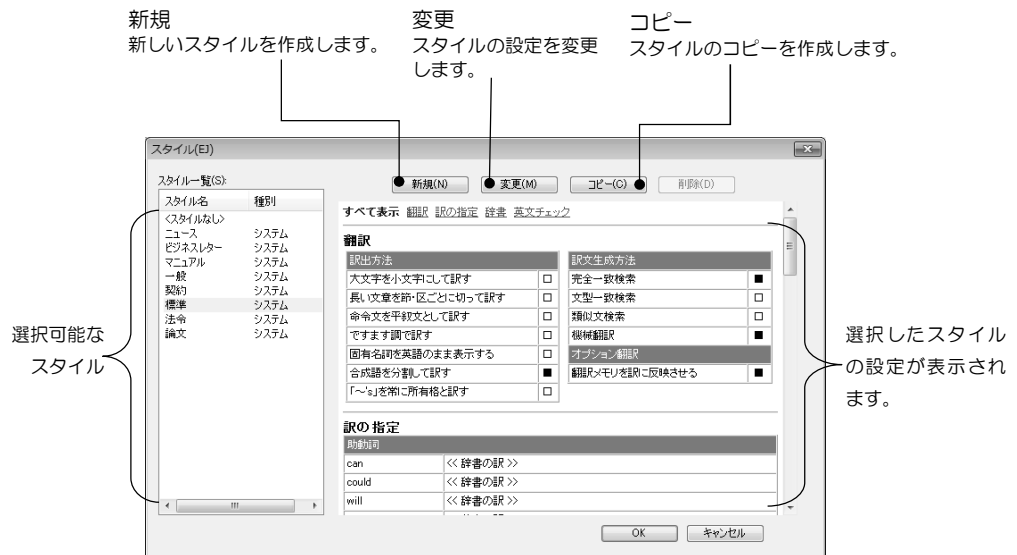 新規
新しいスタイルを作成します。
変更
スタイルの設定を変更
します。
コピー
スタイルのコピーを作成します。
スタイル(EJ)
スタイル一覧(S):
新規(N)
変更(M)
コピー(C)
削除(D)
スタイル名 種別
<スタイルなし>
ニュース システム
ビジネスレター システム
マニュアル システム
一般 システム
契約 システム
標準 システム
法令 システム
論文 システム
選択可能な
スタイル
すべて表示 翻訳 訳の指定 辞書 英文チェック
翻訳
訳出方法
大文字を小文字にして訳す □
長い文章を節・区ごとに切って訳す □
命令文を平叙文として訳す □
ですます調で訳す □
固有名詞を英語のまま表示する □
合成語を分割して訳す ■
「~'s」を常に所有格と訳す □
訳文生成方法
完全一致検索 ■
文型一致検索 □
類似文検索 □
機械翻訳 ■
オプション翻訳
翻訳メモリを訳に反映させる ■
訳の指定
助動詞
can << 辞書の訳 >>
could << 辞書の訳 >>
will << 辞書の訳 >>
選択したスタイル
の設定が表示され
ます。
OK
キャンセル